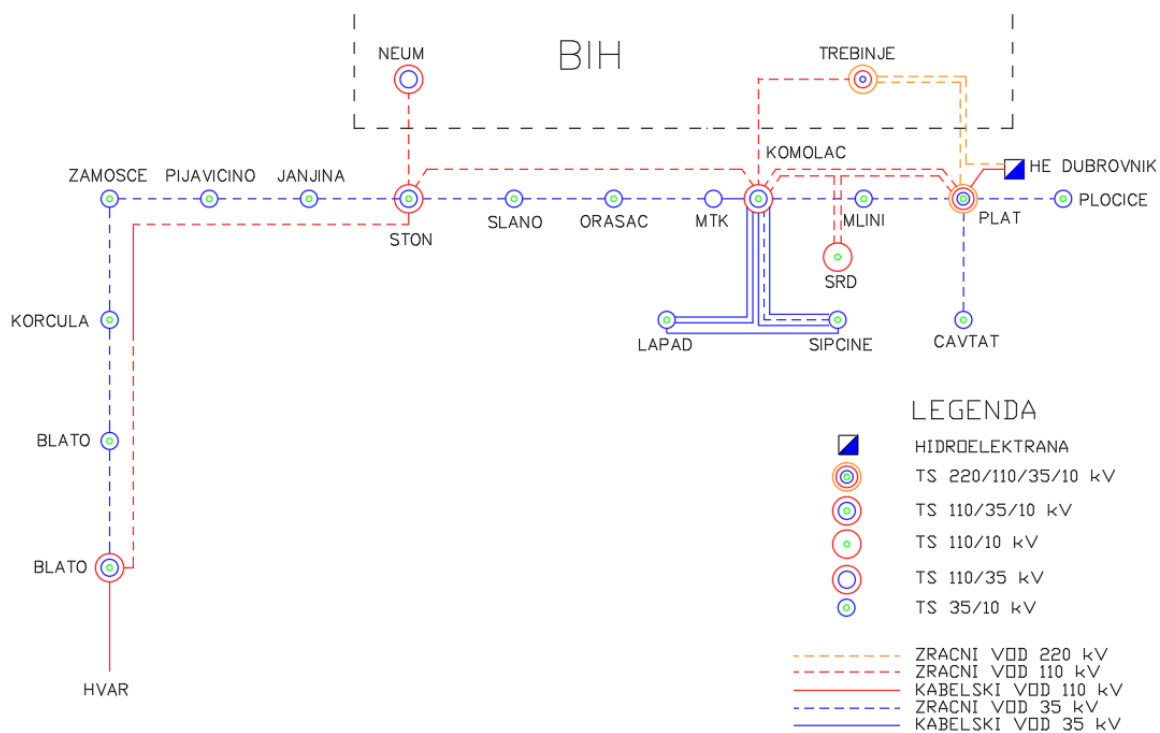 BIH
NEUM
TREBINJE
KOMOLAC
HE DUBROVNIK
ZAMOSCE
PIJAVICINO
JANJINA
STON
SLANO
ORASAC
MTK
MLINI
PLAT
PLOCICE
SRD
KORCULA
LAPAD
SIPCINE
CAVTAT
BLATO
BLATO
HVAR
LEGENDA
HIDROELEKTRANA
TS 220/110/35/10 kV
TS 110/35/10 kV
TS 110/10 kV
TS 110/35 kV
TS 35/10 kV
ZRACNI VOD 220 kV
ZRACNI VOD 110 kV
KABELSKI VOD 110 kV
ZRACNI VOD 35 kV
KABELSKI VOD 35 kV